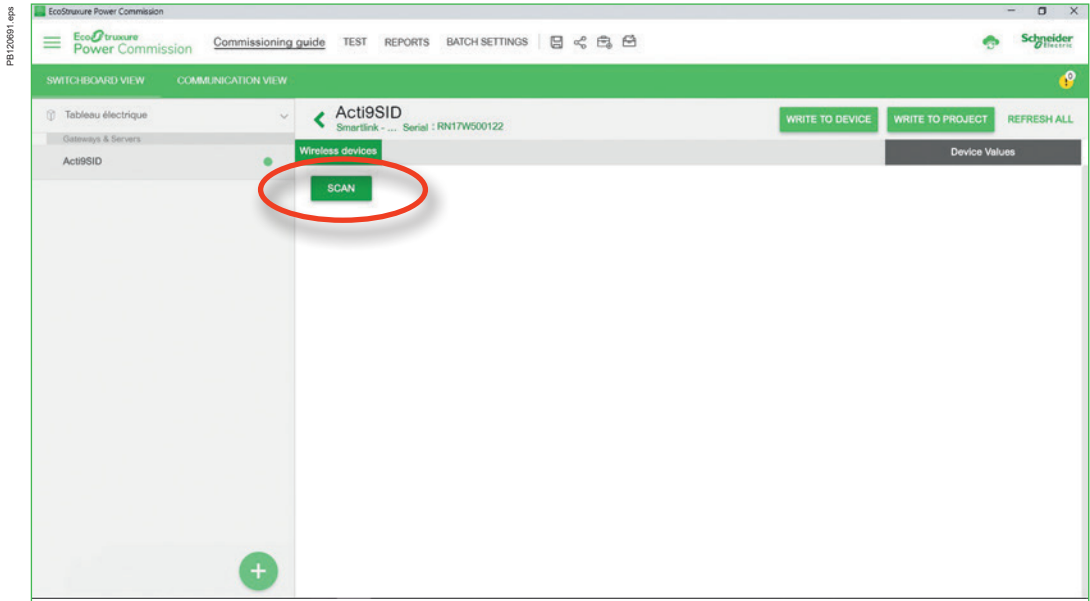 PB120691.eps
EcoStruxure Power Commission
EcoStruxure
Power Commission
Commissioning guide TEST REPORTS BATCH SETTINGS
Schneider
Electric
SWITCHBOARD VIEW COMMUNICATION VIEW
0
Tableau électrique
Gateways & Servers
Acti9SID
Acti9SID
Smartlink - ... Serial : RN17W500122
WRITE TO DEVICE WRITE TO PROJECT REFRESH ALL
Wireless devices
Device Values
SCAN